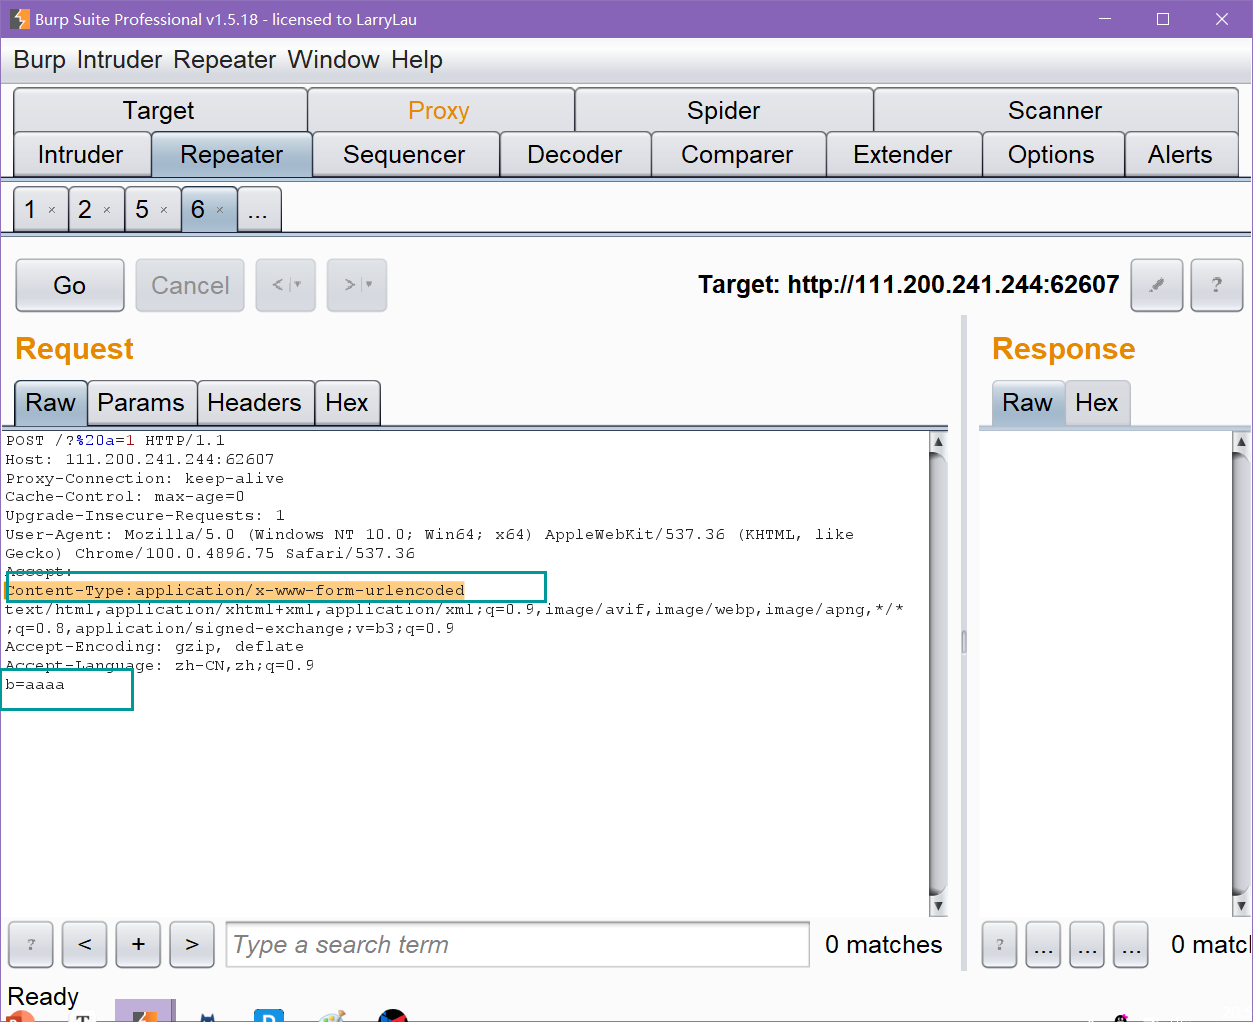 Burp Suite Professional v1.5.18 - licensed to LarryLau
Burp Intruder Repeater Window Help
Target Proxy Spider Scanner
Intruder Repeater Sequencer Decoder Comparer Extender Options Alerts
1 × 2 × 5 × 6 × ...
Go Cancel < > Target: http://111.200.241.244:62607 ?
Request
Response
Raw Params Headers Hex
Raw Hex
POST /?%20a=1 HTTP/1.1
Host: 111.200.241.244:62607
Proxy-Connection: keep-alive
Cache-Control: max-age=0
Upgrade-Insecure-Requests: 1
User-Agent: Mozilla/5.0 (Windows NT 10.0; Win64; x64) AppleWebKit/537.36 (KHTML, like
Gecko) Chrome/100.0.4896.75 Safari/537.36
Accept:
Content-Type:application/x-www-form-urlencoded
text/html,application/xhtml+xml,application/xml;q=0.9,image/avif,image/webp,image/apng,*/*
;q=0.8,application/signed-exchange;v=b3;q=0.9
Accept-Encoding: gzip, deflate
Accept-Language: zh-CN,zh;q=0.9
b=aaaa
? < + > Type a search term 0 matches
? ... ... ... 0 matc
Ready